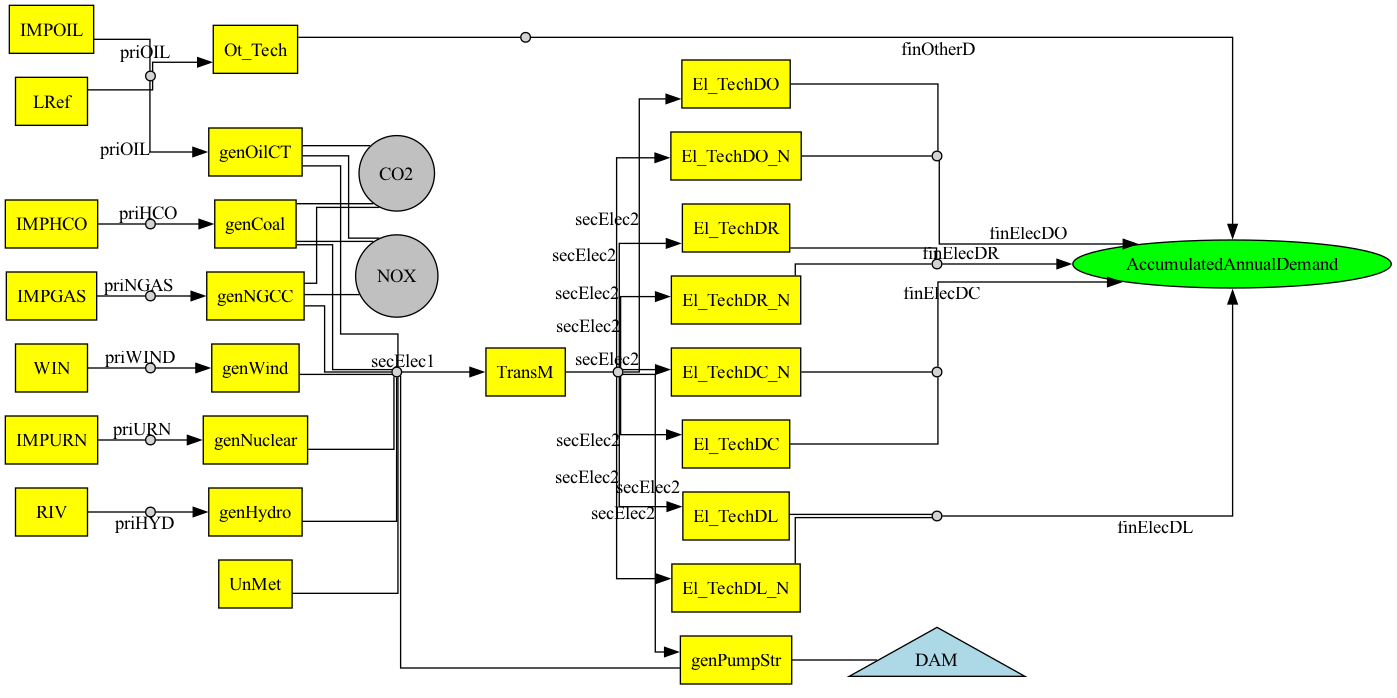 IMPOIL
priOIL
LRef
Ot_Tech
finOtherD
priOIL
genOilCT
CO2
IMPHCO
priHCO
genCoal
NOX
IMPGAS
priNGAS
genNGCC
WIN
priWIND
genWind
secElec1
TransM
IMPURN
priURN
genNuclear
RIV
priHYD
genHydro
UnMet
El_TechDO
El_TechDO_N
secElec2
El_TechDR
secElec2
secElec2
El_TechDR_N
secElec2
secElec2
El_TechDC_N
secElec2
El_TechDC
secElec2
secElec2
El_TechDL
secElec2
El_TechDL_N
genPumpStr
DAM
finElecDO
finElecDR
finElecDC
AccumulatedAnnualDemand
finElecDL